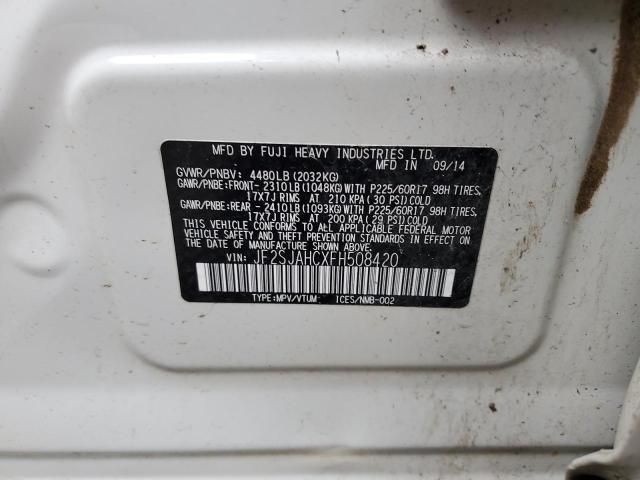 MFD BY FUJI HEAVY INDUSTRIES LTD.
MFD IN 09/14
GVWR/PNBV: 4480LB (2032KG)
GAWR/PNBE:FRONT- 2310LB (1048KG) WITH P225/60R17 98H TIRES,
17X7J RIMS AT 210 KPA (30 PSI) COLD
GAWR/PNBE:REAR - 2410LB (1093KG) WITH P225/60R17 98H TIRES,
17X7J RIMS AT 200 KPA (29 PSI) COLD
THIS VEHICLE CONFORMS TO ALL APPLICABLE FEDERAL MOTOR
VEHICLE SAFETY AND THEFT PREVENTION STANDARDS IN EFFECT
ON THE DATE OF MANUFACTURE SHOWN ABOVE.
VIN: JF2SJAHCXFH508420
TYPE:MPV/VTUM ICES/NMB-002